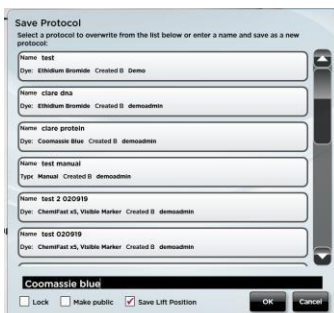 Save Protocol
Select a protocol to overwrite from the list below or enter a name and save as a new
protocol:
Name test
Dye: Ethidium Bromide Created B Demo
Name clare dna
Dye: Ethidium Bromide Created B demoadmin
Name clare protein
Dye: Coomassie Blue Created B demoadmin
Name test manual
Type Manual Created B demoadmin
Name test 2 020919
Dye: ChemiFast x5, Visible Marker Created B demoadmin
Name test 020919
Dye: ChemiFast x5, Visible Marker Created B demoadmin
Coomassie blue
Lock Make public Save Lift Position OK Cancel